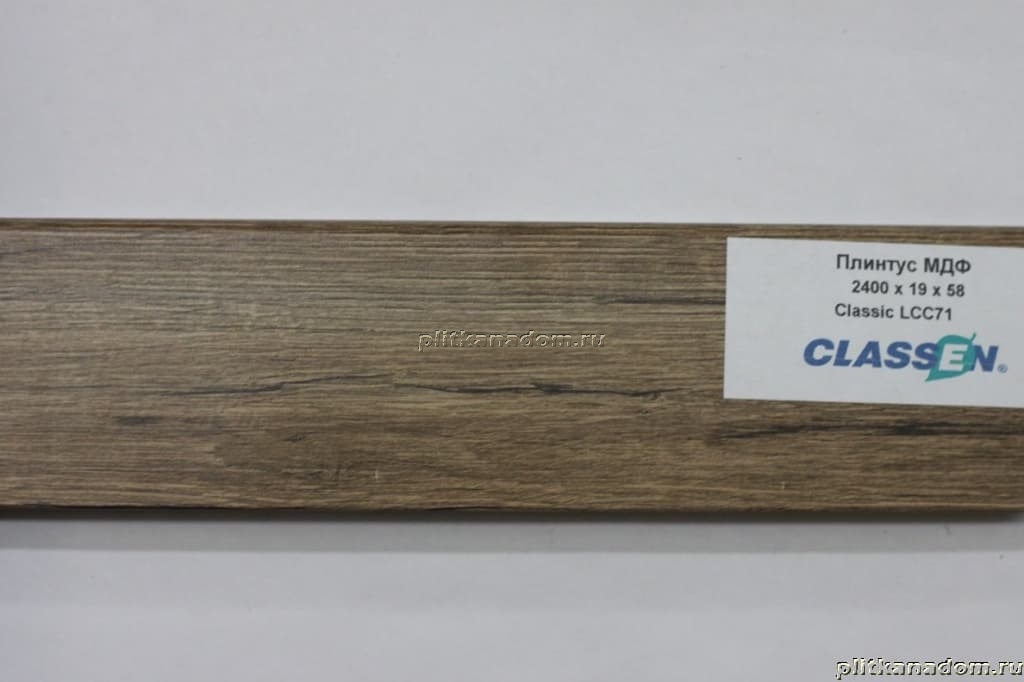 Плинтус МДФ
2400 x 19 x 58
Classic LCC71
CLASSEN®
plitkanadom.ru
plitkanadom.ru